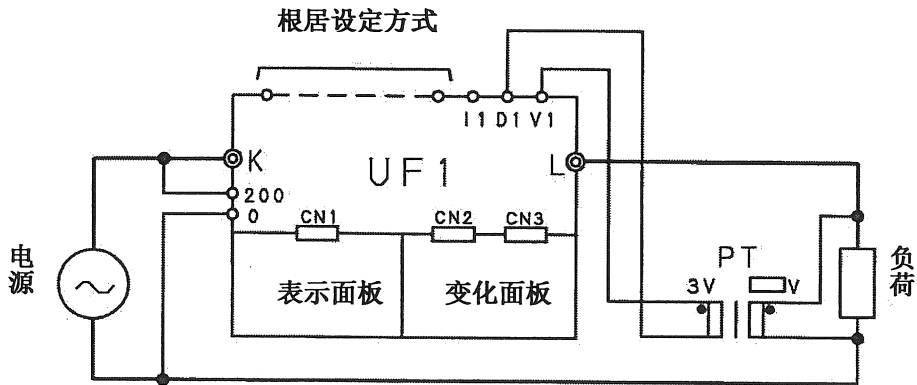 根居设定方式
I1 D1 V1
K UF1 L
200
0
CN1 CN2 CN3
电源
表示面板 变化面板
PT
3V V
负荷